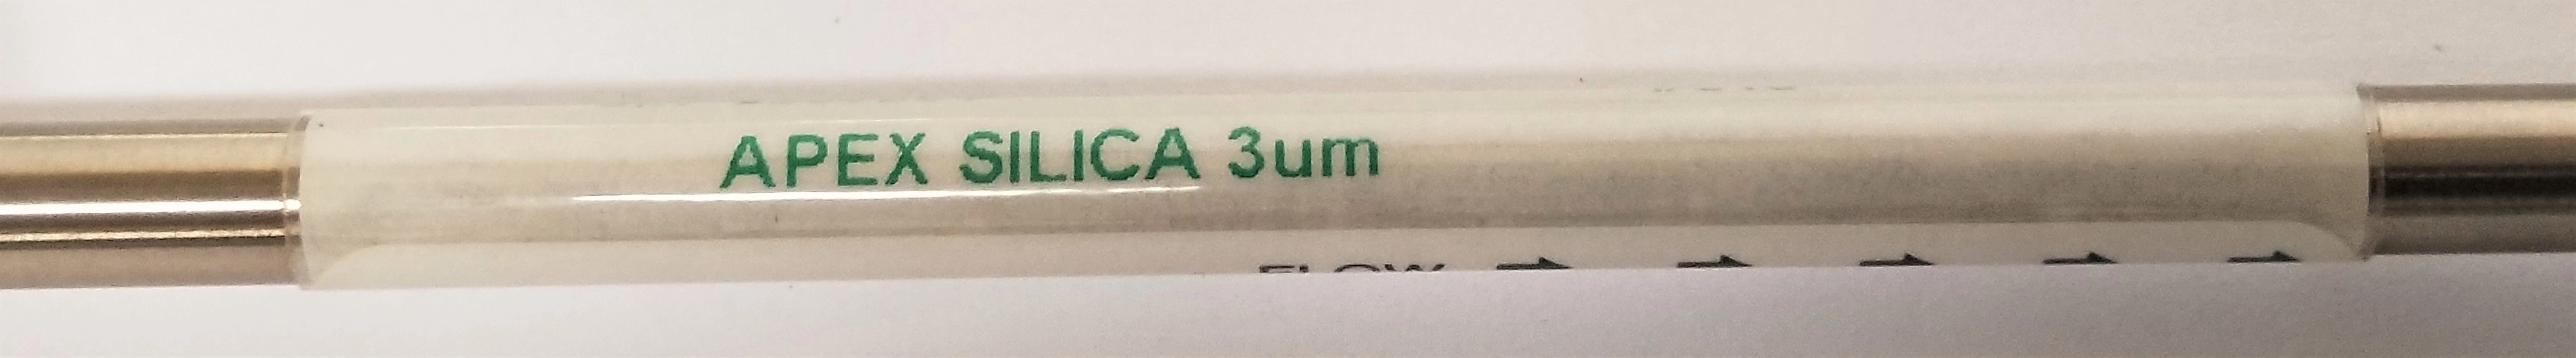 APEX SILICA 3um
FLOW